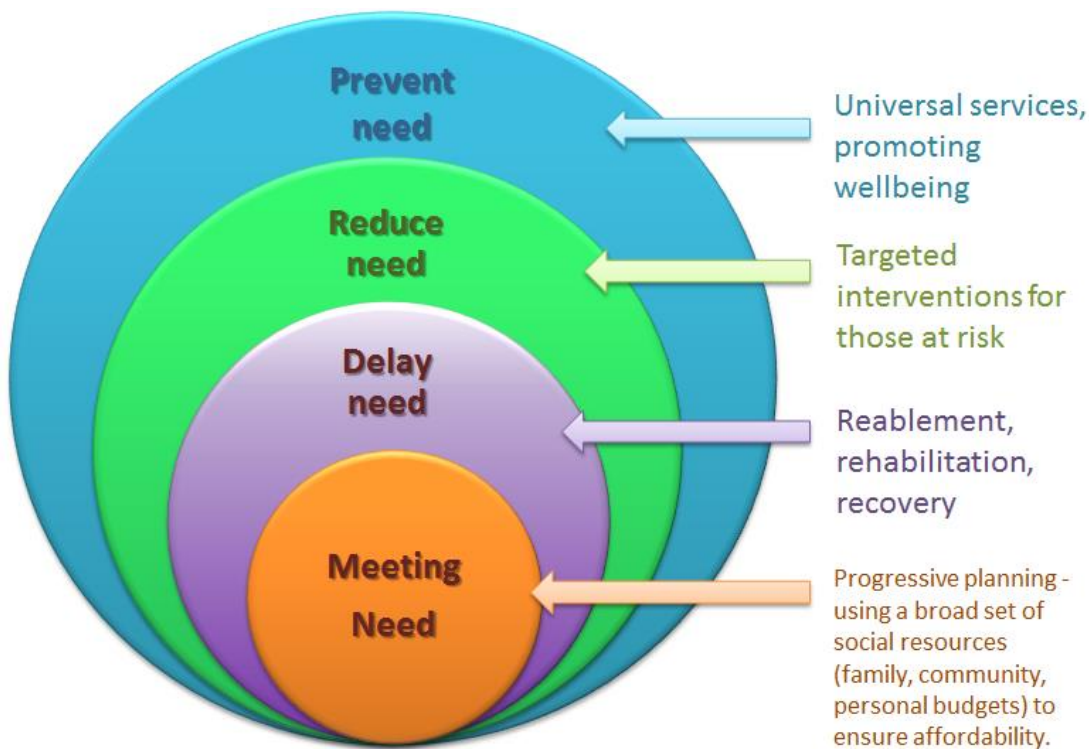 Prevent
need
Universal services,
promoting
wellbeing
Reduce
need
Targeted
interventions for
those at risk
Delay
need
Reablement,
rehabilitation,
recovery
Meeting
Need
Progressive planning -
using a broad set of
social resources
(family, community,
personal budgets) to
ensure affordability.